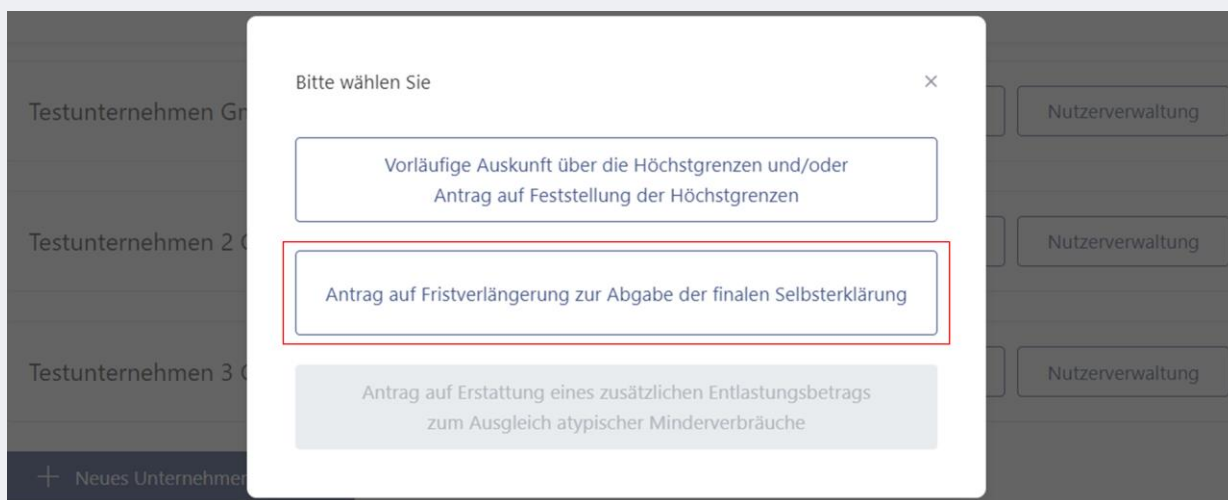 Bitte wählen Sie
×
Testunternehmen Gr
Nutzerverwaltung
Vorläufige Auskunft über die Höchstgrenzen und/oder
Antrag auf Feststellung der Höchstgrenzen
Testunternehmen 2
Nutzerverwaltung
Antrag auf Fristverlängerung zur Abgabe der finalen Selbsterklärung
Testunternehmen 3
Nutzerverwaltung
Antrag auf Erstattung eines zusätzlichen Entlastungsbetrags
zum Ausgleich atypischer Minderverbräuche
+ Neues Unternehmen